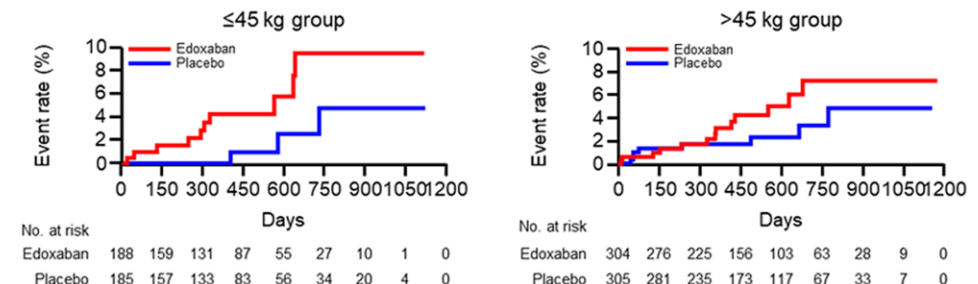 ≤45 kg group
Event rate (%)
10
8
6
4
2
0
Edoxaban
Placebo
0 150 300 450 600 750 900 1050 1200
Days
No. at risk
Edoxaban 188 159 131 87 55 27 10 1 0
Placebo 185 157 133 83 56 34 20 4 0
>45 kg group
Event rate (%)
10
8
6
4
2
0
Edoxaban
Placebo
0 150 300 450 600 750 900 1050 1200
Days
No. at risk
Edoxaban 304 276 225 156 103 63 28 9 0
Placebo 305 281 235 173 117 67 33 7 0